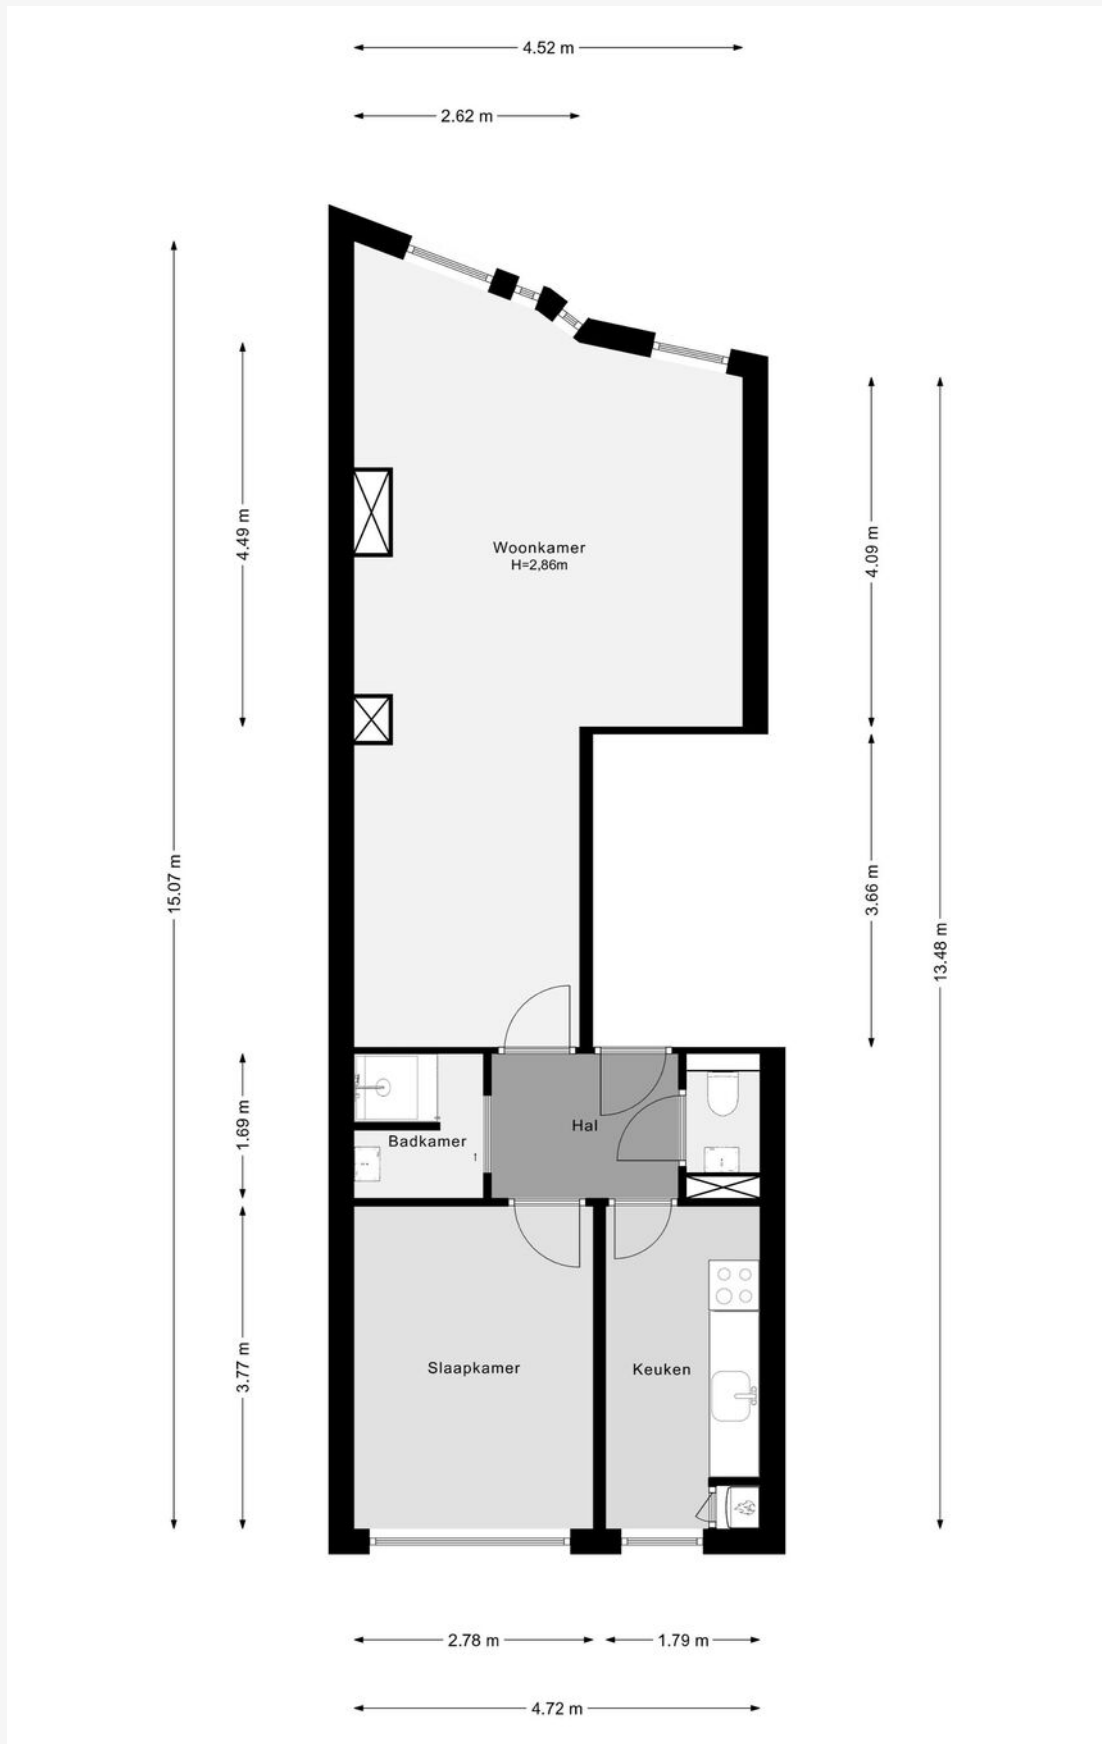 4.52 m
2.62 m
4.49 m
Woonkamer
H=2,86m
4.09 m
15.07 m
3.66 m
13.48 m
1.69 m
Hal
Badkamer
3.77 m
Slaapkamer
Keuken
2.78 m
1.79 m
4.72 m